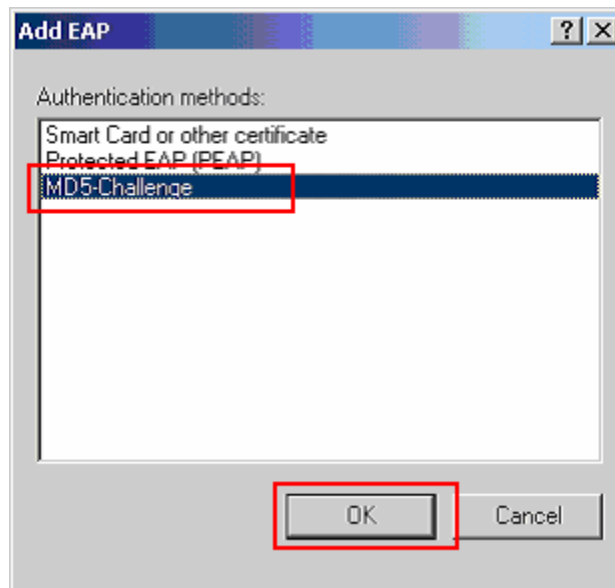 Add EAP
Authentication methods:
Smart Card or other certificate
Protected EAP (PEAP)
MD5-Challenge
OK
Cancel